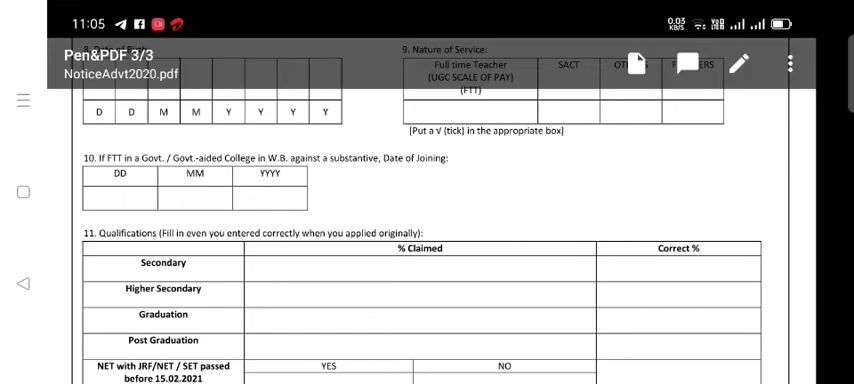 11:05
0.03 KB/S
8. Date of Birth
9. Nature of Service:
Pen&PDF 3/3
NoticeAdvt2020.pdf
Full time Teacher
(UGC SCALE OF PAY)
(FTT)
SACT
D D M M Y Y Y Y
[Put a √ (tick) in the appropriate box]
10. If FTT in a Govt. / Govt.-aided College in W.B. against a substantive, Date of Joining:
DD MM YYYY
11. Qualifications (Fill in even you entered correctly when you applied originally):
% Claimed Correct %
Secondary
Higher Secondary
Graduation
Post Graduation
NET with JRF/NET / SET passed YES NO
before 15.02.2021